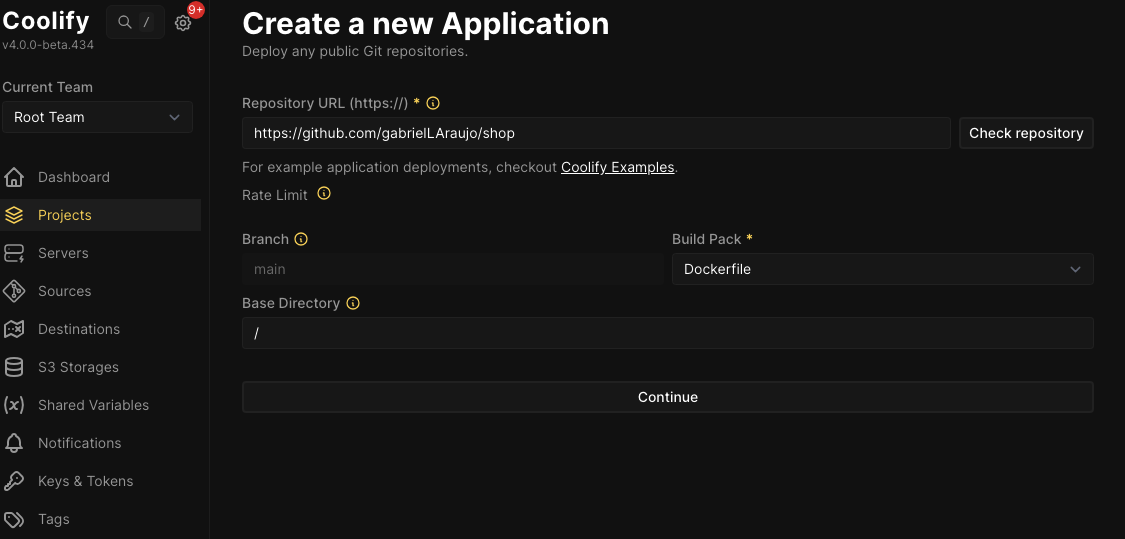 Coolify
v4.0.0-beta.434
/
9+
Current Team
Root Team
Dashboard
Projects
Servers
Sources
Destinations
S3 Storages
Shared Variables
Notifications
Keys & Tokens
Tags
Create a new Application
Deploy any public Git repositories.
Repository URL (https://) *
https://github.com/gabrielLAraujo/shop
Check repository
For example application deployments, checkout Coolify Examples.
Rate Limit
Branch
main
Build Pack *
Dockerfile
Base Directory
/
Continue